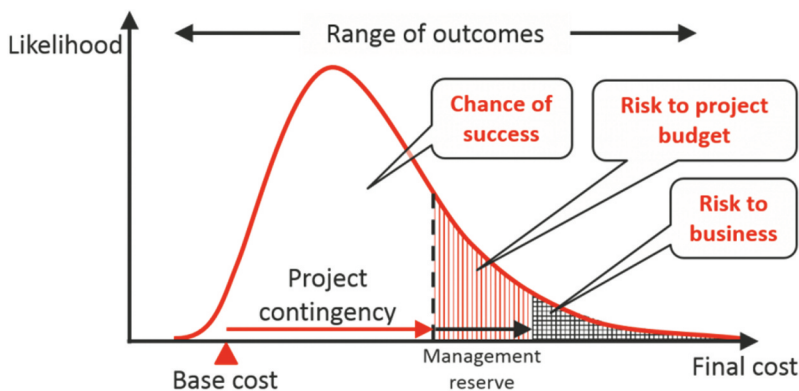 Likelihood
Range of outcomes
Chance of
success
Risk to project
budget
Risk to
business
Project
contingency
Management
reserve
Base cost
Final cost